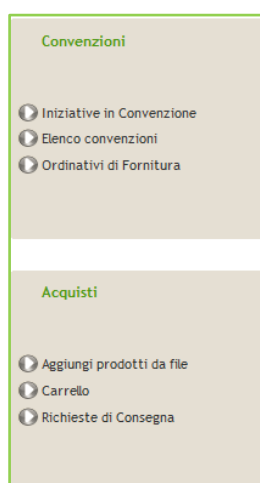 Convenzioni
Iniziative in Convenzione
Elenco convenzioni
Ordinativi di Fornitura
Acquisti
Aggiungi prodotti da file
Carrello
Richieste di Consegna